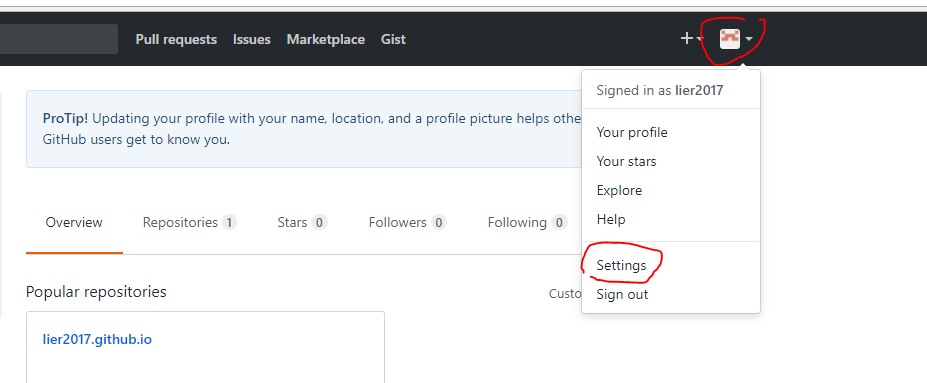 Pull requests Issues Marketplace Gist
Signed in as lier2017
ProTip! Updating your profile with your name, location, and a profile picture helps othe
GitHub users get to know you.
Your profile
Your stars
Explore
Help
Settings
Sign out
Overview Repositories 1 Stars 0 Followers 0 Following 0
Popular repositories
Custo
lier2017.github.io